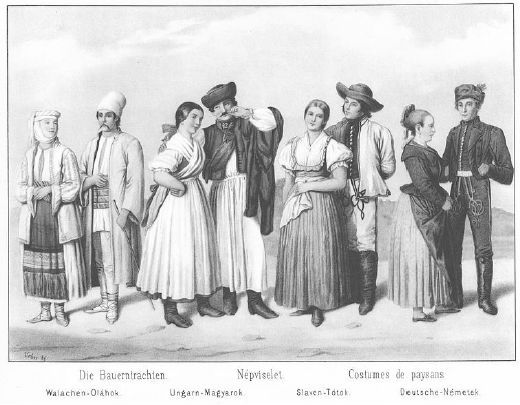 Die Bauerntrachten. Népviselet. Costumes de paysans
Walachen-Oláhok. Ungarn-Magyarok. Slaven-Tótok. Deutsche-Németek.